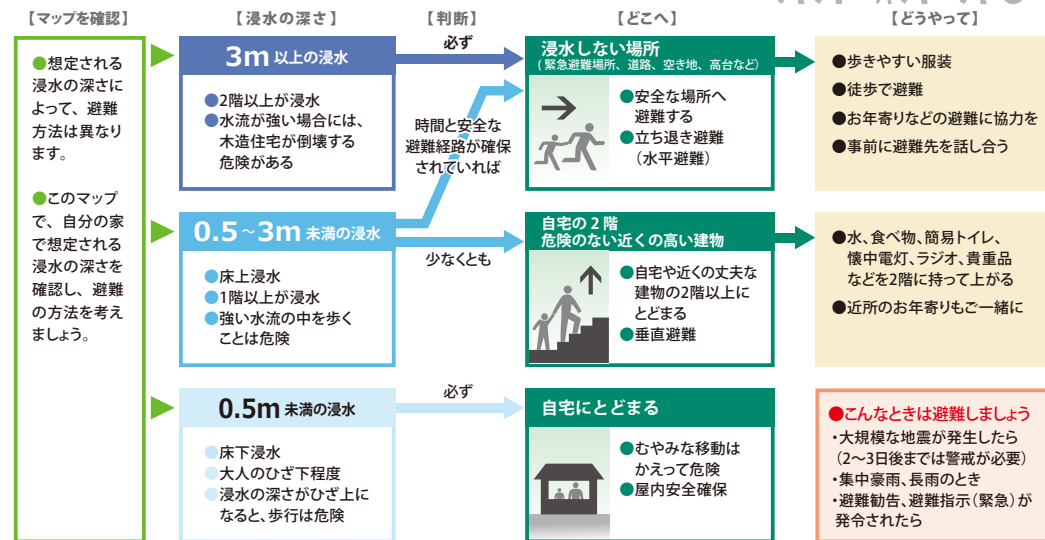 【マップを確認】
【浸水の深さ】
【判断】
【どこへ】
【どうやって】
●想定される
浸水の深さに
よって、避難
方法は異なり
ます。
●このマップ
で、自分の家
で想定される
浸水の深さを
確認し、避難
の方法を考え
ましょう。
3m 以上の浸水
●2階以上が浸水
●水流が強い場合には、
木造住宅が倒壊する
危険がある
必ず
時間と安全な
避難経路が確保
されていれば
浸水しない場所
(緊急避難場所、道路、空き地、高台など)
●安全な場所へ
避難する
●立ち退き避難
(水平避難)
●歩きやすい服装
●徒歩で避難
●お年寄りなどの避難に協力を
●事前に避難先を話し合う
0.5~3m 未満の浸水
●床上浸水
●1階以上が浸水
●強い水流の中を歩く
ことは危険
少なくとも
自宅の2階
危険のない近くの高い建物
●自宅や近くの丈夫な
建物の2階以上に
とどまる
●垂直避難
●水、食べ物、簡易トイレ、
懐中電灯、ラジオ、貴重品
などを2階に持って上がる
●近所のお年寄りもご一緒に
0.5m 未満の浸水
●床下浸水
●大人のひざ下程度
●浸水の深さがひざ上に
なると、歩行は危険
必ず
自宅にとどまる
●むやみな移動は
かえって危険
●屋内安全確保
●こんなときは避難しましょう
・大規模な地震が発生したら
(2~3日後までは警戒が必要)
・集中豪雨、長雨のとき
・避難勧告、避難指示(緊急)が
発令されたら